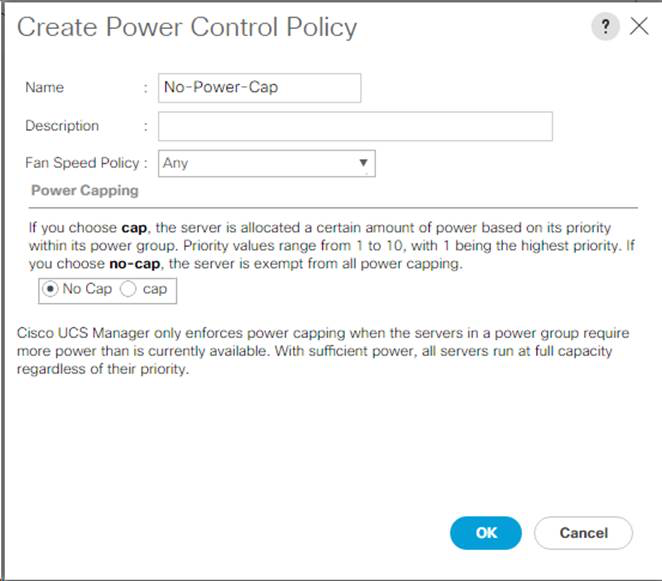 Create Power Control Policy ? ×
Name : No-Power-Cap
Description :
Fan Speed Policy : Any
Power Capping
If you choose cap, the server is allocated a certain amount of power based on its priority
within its power group. Priority values range from 1 to 10, with 1 being the highest priority. If
you choose no-cap, the server is exempt from all power capping.
No Cap cap
Cisco UCS Manager only enforces power capping when the servers in a power group require
more power than is currently available. With sufficient power, all servers run at full capacity
regardless of their priority.
OK Cancel